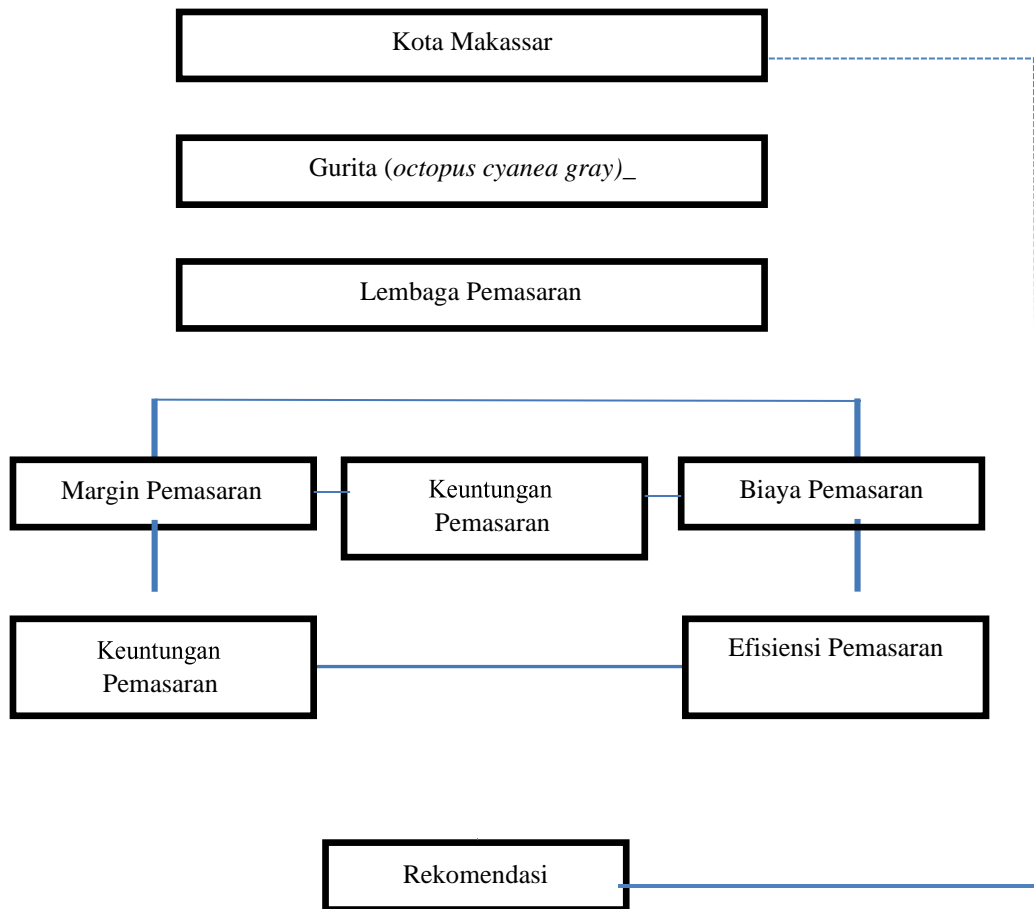 Kota Makassar
Gurita (octopus cyanea gray)_
Lembaga Pemasaran
Margin Pemasaran
Keuntungan
Pemasaran
Biaya Pemasaran
Keuntungan
Pemasaran
Efisiensi Pemasaran
Rekomendasi